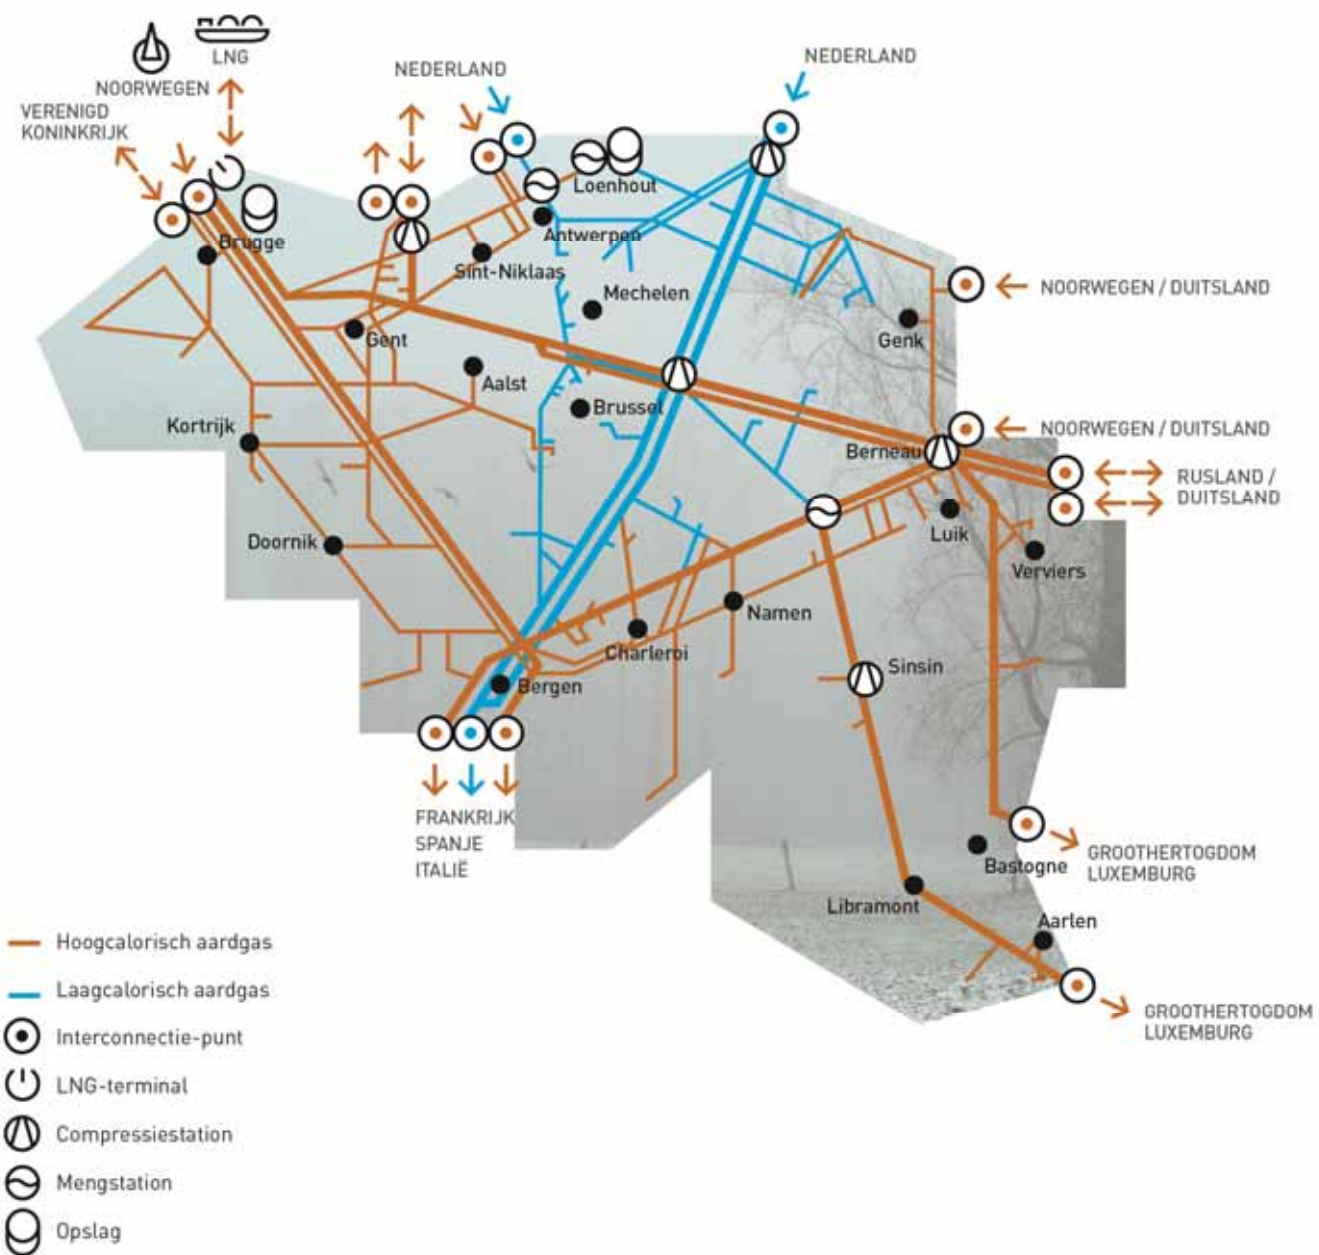 LNG
NOORWEGEN
VERENIGD
KONINKRIJK
NEDERLAND
NEDERLAND
Loenhout
Antwerpen
Brugge
Sint-Niklaas
Mechelen
NOORWEGEN / DUITSLAND
Gent
Genk
Aalst
Brussel
Kortrijk
NOORWEGEN / DUITSLAND
Berneau
RUSLAND /
DUITSLAND
Luik
Doornik
Verviers
Namen
Charleroi
Sinsin
Bergen
FRANKRIJK
SPANJE
ITALIË
Bastogne
GROOTHERTOGDOM
LUXEMBURG
Libramont
Aarlen
GROOTHERTOGDOM
LUXEMBURG
Hoogcalorisch aardgas
Laagcalorisch aardgas
Interconnectie-punt
LNG-terminal
Compressiestation
Mengstation
Opslag